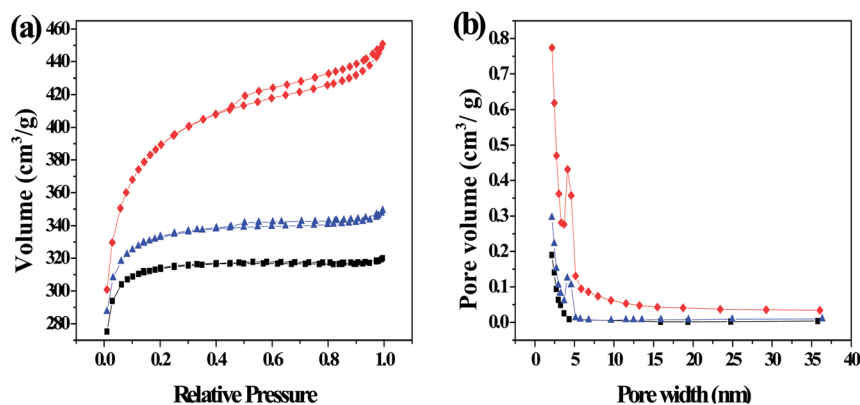 (a)
460
440
420
400
380
360
340
320
300
280
Volume (cm³/g)
0.0 0.2 0.4 0.6 0.8 1.0
Relative Pressure
(b)
0.8
0.7
0.6
0.5
0.4
0.3
0.2
0.1
0.0
Pore volume (cm³/ g)
0 5 10 15 20 25 30 35 40
Pore width (nm)